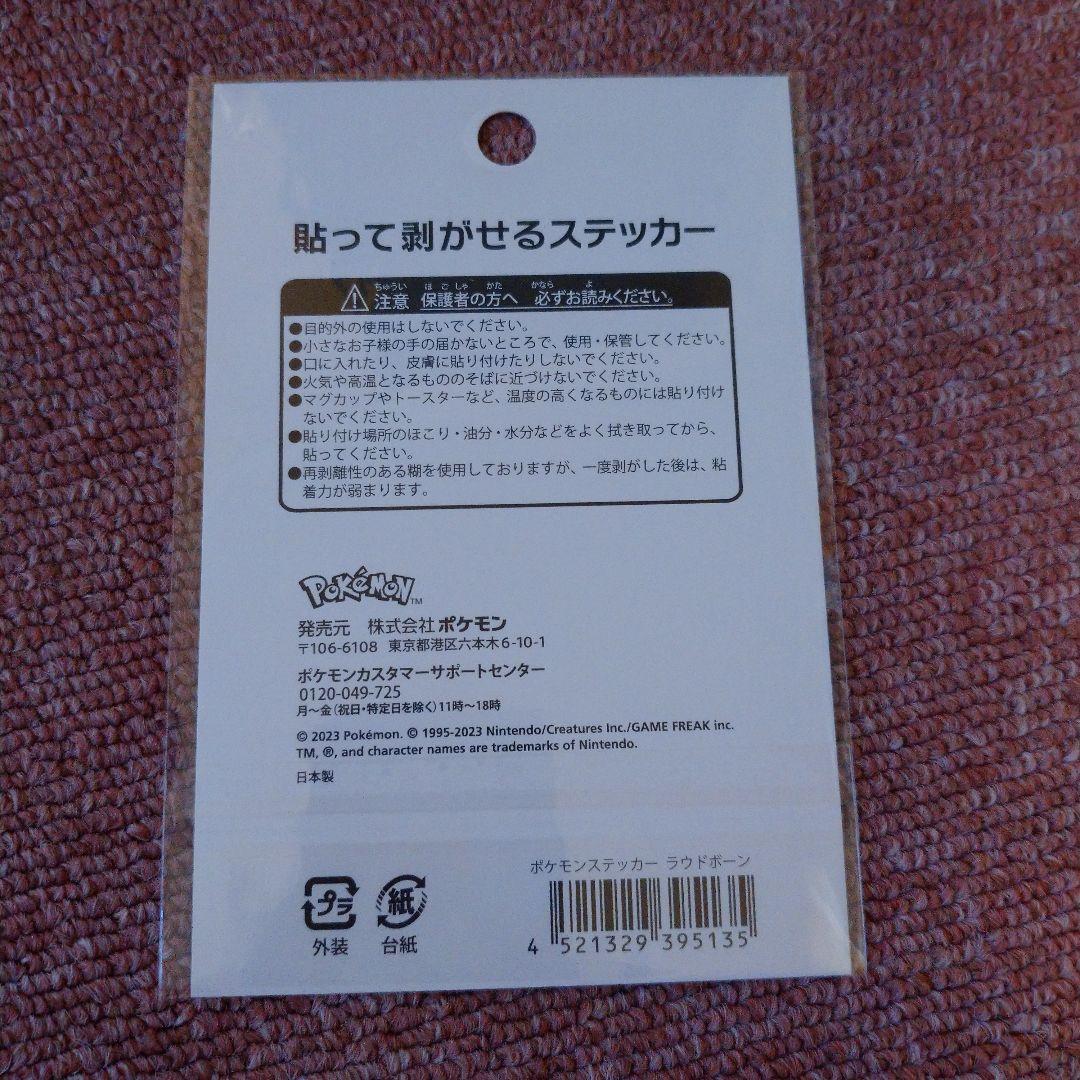 貼って剥がせるステッカー
ちゅうい ほごしゃ かた かなら よ
注意 保護者の方へ 必ずお読みください。
●目的外の使用はしないでください。
●小さなお子様の手の届かないところで、使用・保管してください。
●口に入れたり、皮膚に貼り付けたりしないでください。
●火気や高温となるもののそばに近づけないでください。
●マグカップやトースターなど、温度の高くなるものには貼り付け
ないでください。
●貼り付け場所のほこり・油分・水分などをよく拭き取ってから、
貼ってください。
●再剥離性のある糊を使用しておりますが、一度剥がした後は、粘
着力が弱まります。
POKéMON TM
発売元 株式会社ポケモン
〒106-6108 東京都港区六本木6-10-1
ポケモンカスタマーサポートセンター
0120-049-725
月～金(祝日・特定日を除く)11時～18時
© 2023 Pokémon. © 1995-2023 Nintendo/Creatures Inc./GAME FREAK inc.
TM, ®, and character names are trademarks of Nintendo.
日本製
ポケモンステッカー ラウドボーン
プラ 紙
外装 台紙
4 521329 395135